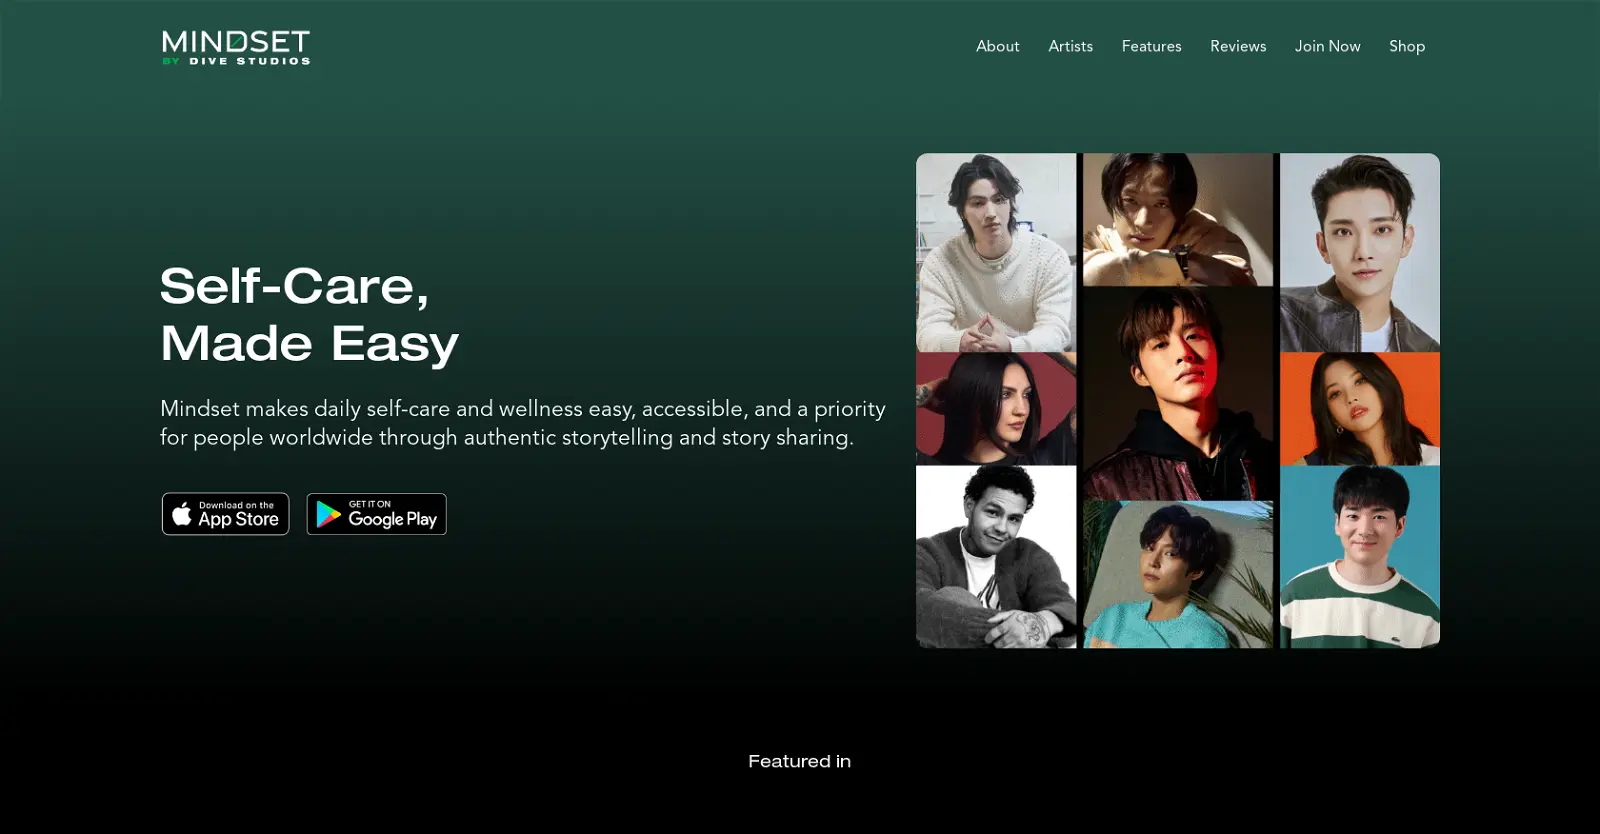 MINDSET
BY DIVE STUDIOS
About
Artists
Features
Reviews
Join Now
Shop
Self-Care,
Made Easy
Mindset makes daily self-care and wellness easy, accessible, and a priority
for people worldwide through authentic storytelling and story sharing.
Download on the
App Store
GET IT ON
Google Play
Featured in